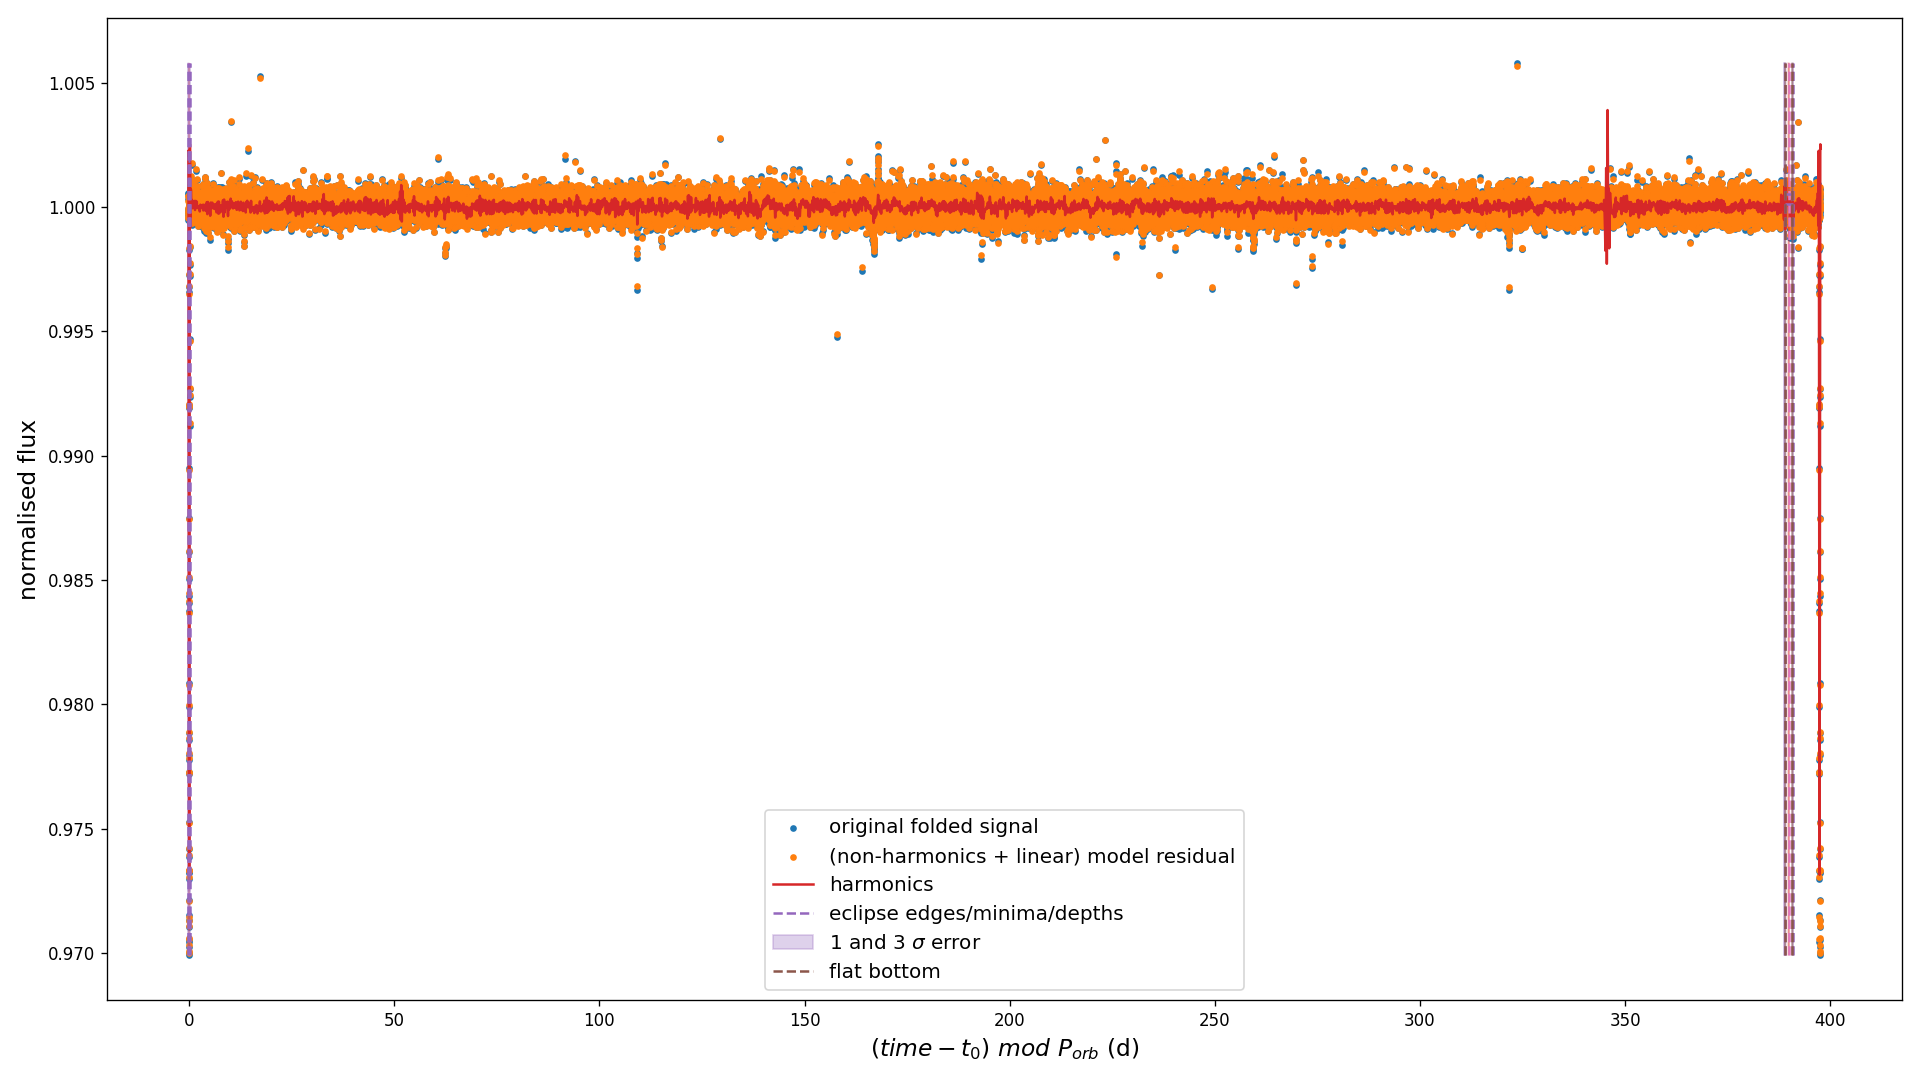 1.005
1.000
0.995
0.990
0.985
0.980
0.975
0.970
normalised flux
original folded signal
(non-harmonics + linear) model residual
harmonics
eclipse edges/minima/depths
1 and 3 σ error
flat bottom
0 50 100 150 200 250 300 350 400
(time − t₀) mod Pₒᵣb (d)